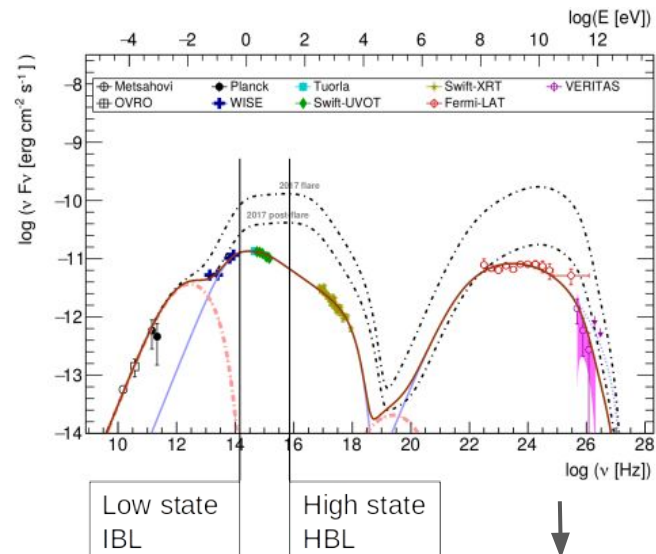 log(E [eV])
−4 −2 0 2 4 6 8 10 12
log (ν Fν [erg cm⁻² s⁻¹ ] )
−7
−8
−9
−10
−11
−12
−13
−14
Metsahovi Planck Tuorla Swift-XRT VERITAS
OVRO WISE Swift-UVOT Fermi-LAT
2017 flare
2017 post-flare
10 12 14 16 18 20 22 24 26 28
log (ν [Hz])
Low state
IBL
High state
HBL